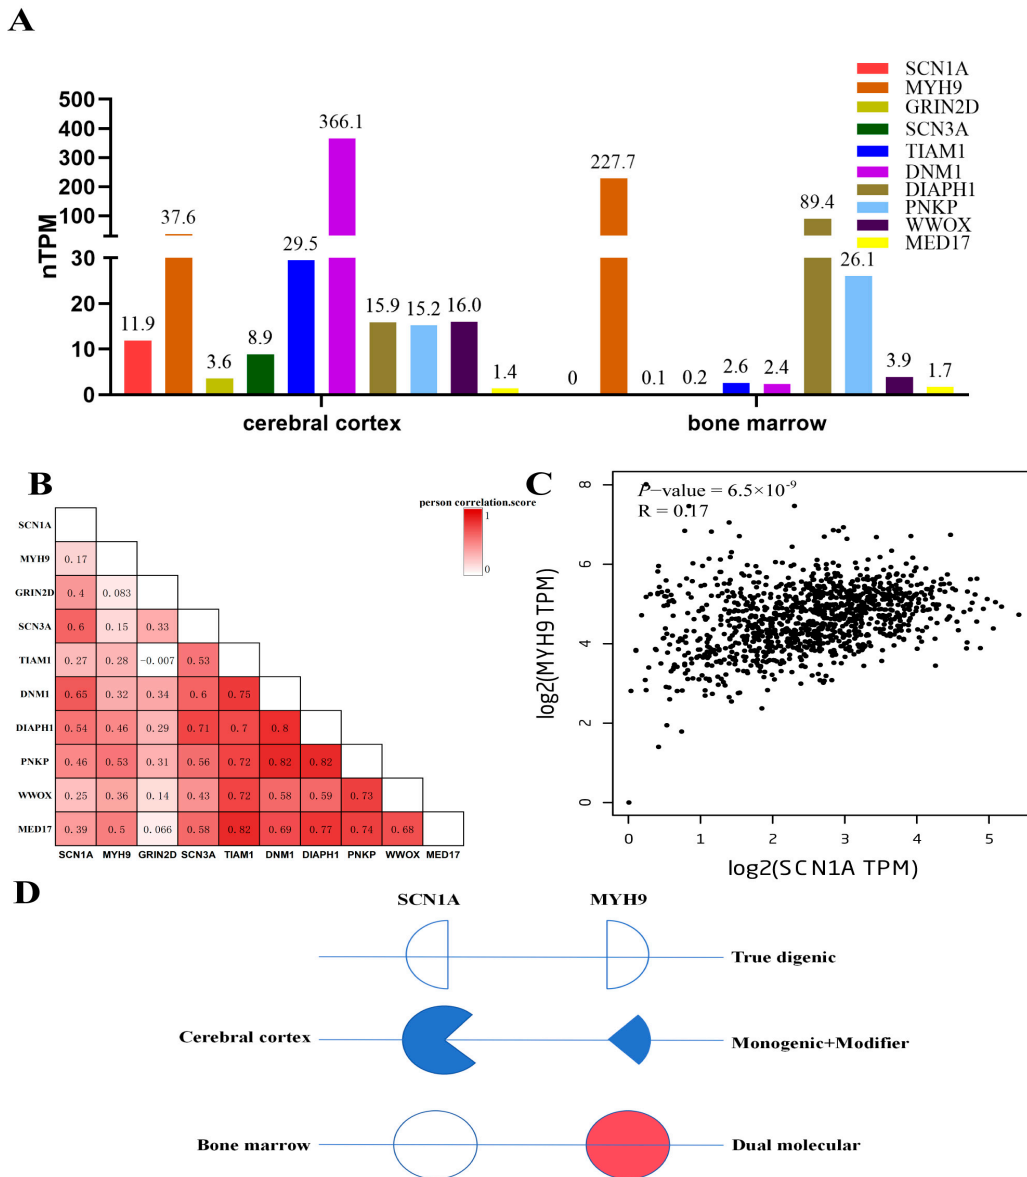 A
SCN1A
MYH9
GRIN2D
SCN3A
TIAM1
DNM1
DIAPH1
PNKP
WWOX
MED17
nTPM
500
400
300
200
100
30
20
10
0
11.9
37.6
3.6
8.9
29.5
366.1
15.9
15.2
16.0
1.4
0
227.7
0.1
0.2
2.6
2.4
89.4
26.1
3.9
1.7
cerebral cortex
bone marrow
B
person correlation.score
1
0
SCN1A
MYH9 0.17
GRIN2D 0.4 0.083
SCN3A 0.6 0.15 0.33
TIAM1 0.27 0.28 -0.007 0.53
DNM1 0.65 0.32 0.34 0.6 0.75
DIAPH1 0.54 0.46 0.29 0.71 0.7 0.8
PNKP 0.46 0.53 0.31 0.56 0.72 0.82 0.82
WWOX 0.25 0.36 0.14 0.43 0.72 0.58 0.59 0.73
MED17 0.39 0.5 0.066 0.58 0.82 0.69 0.77 0.74 0.68
SCN1A MYH9 GRIN2D SCN3A TIAM1 DNM1 DIAPH1 PNKP WWOX MED17
C
P-value = 6.5×10-9
R = 0.17
log2(MYH9 TPM)
8
6
4
2
0
0 1 2 3 4 5
log2(SCN1A TPM)
D
SCN1A MYH9
True digenic
Cerebral cortex Monogenic+Modifier
Bone marrow Dual molecular